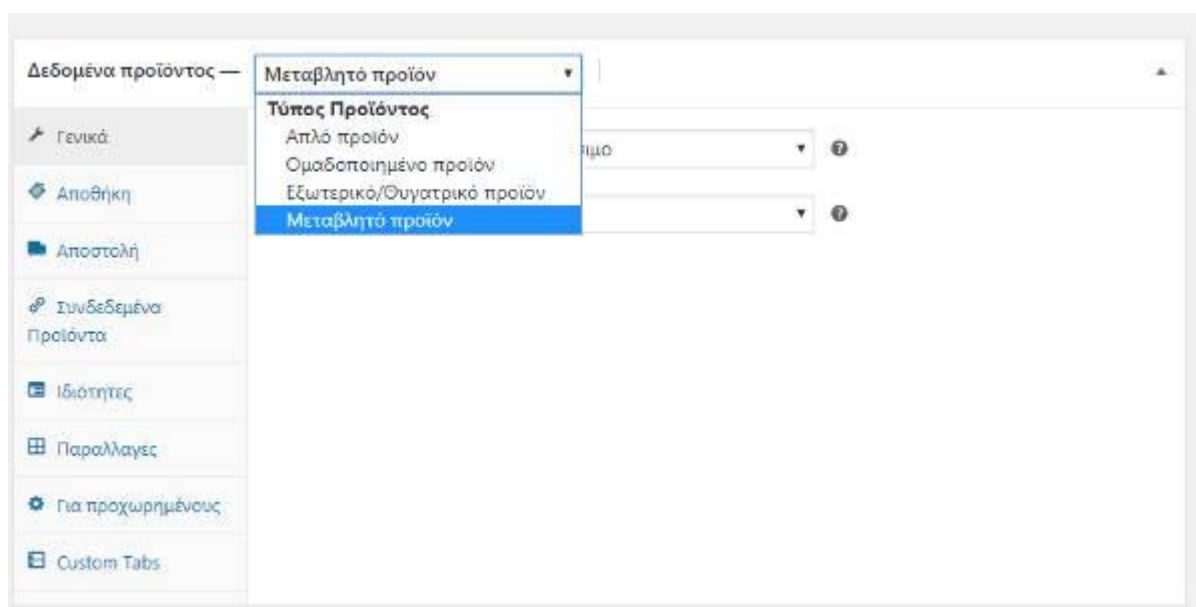 Δεδομένα προϊόντος — Μεταβλητό προϊόν
Τύπος Προϊόντος
Απλό προϊόν
Ομαδοποιημένο προϊόν
Εξωτερικό/Θυγατρικό προϊόν
Μεταβλητό προϊόν
Γενικά
Αποθήκη
Αποστολή
Συνδεδεμένα
Προϊόντα
Ιδιότητες
Παραλλαγές
Για προχωρημένους
Custom Tabs